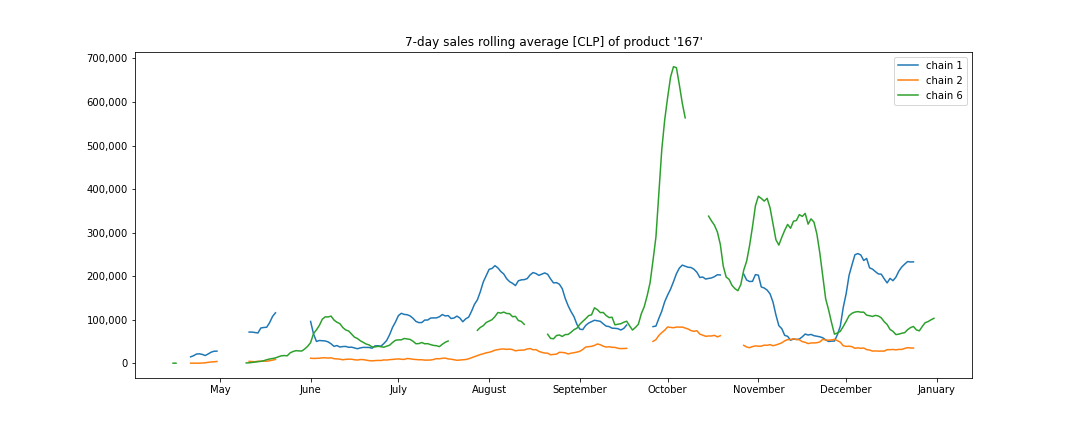 7-day sales rolling average [CLP] of product '167'
700,000
600,000
500,000
400,000
300,000
200,000
100,000
0
chain 1
chain 2
chain 6
May June July August September October November December January